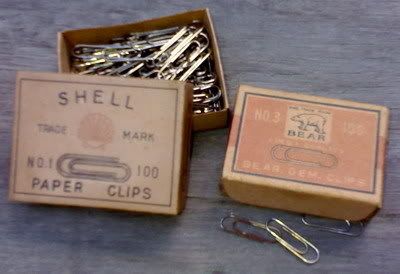 SHELL
TRADE MARK
NO.1 100
PAPER CLIPS
NO.3 100
BEAR
BEAR GEM. CLIPS